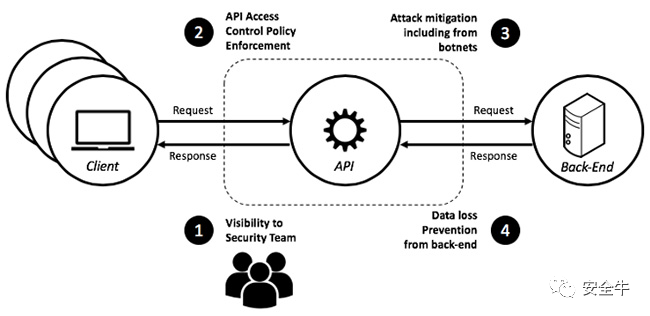 2
API Access
Control Policy
Enforcement
Attack mitigation
including from
botnets
3
Request
Request
Response
Response
Client
API
Back-End
1
Visibility to
Security Team
Data loss
Prevention
from back-end
4
安全牛